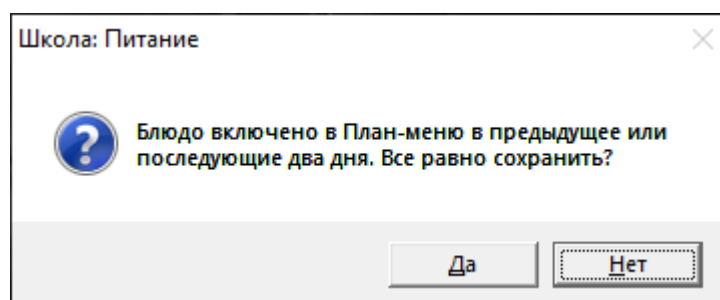 Школа: Питание
Блюдо включено в План-меню в предыдущее или
последующие два дня. Все равно сохранить?
Да
Нет